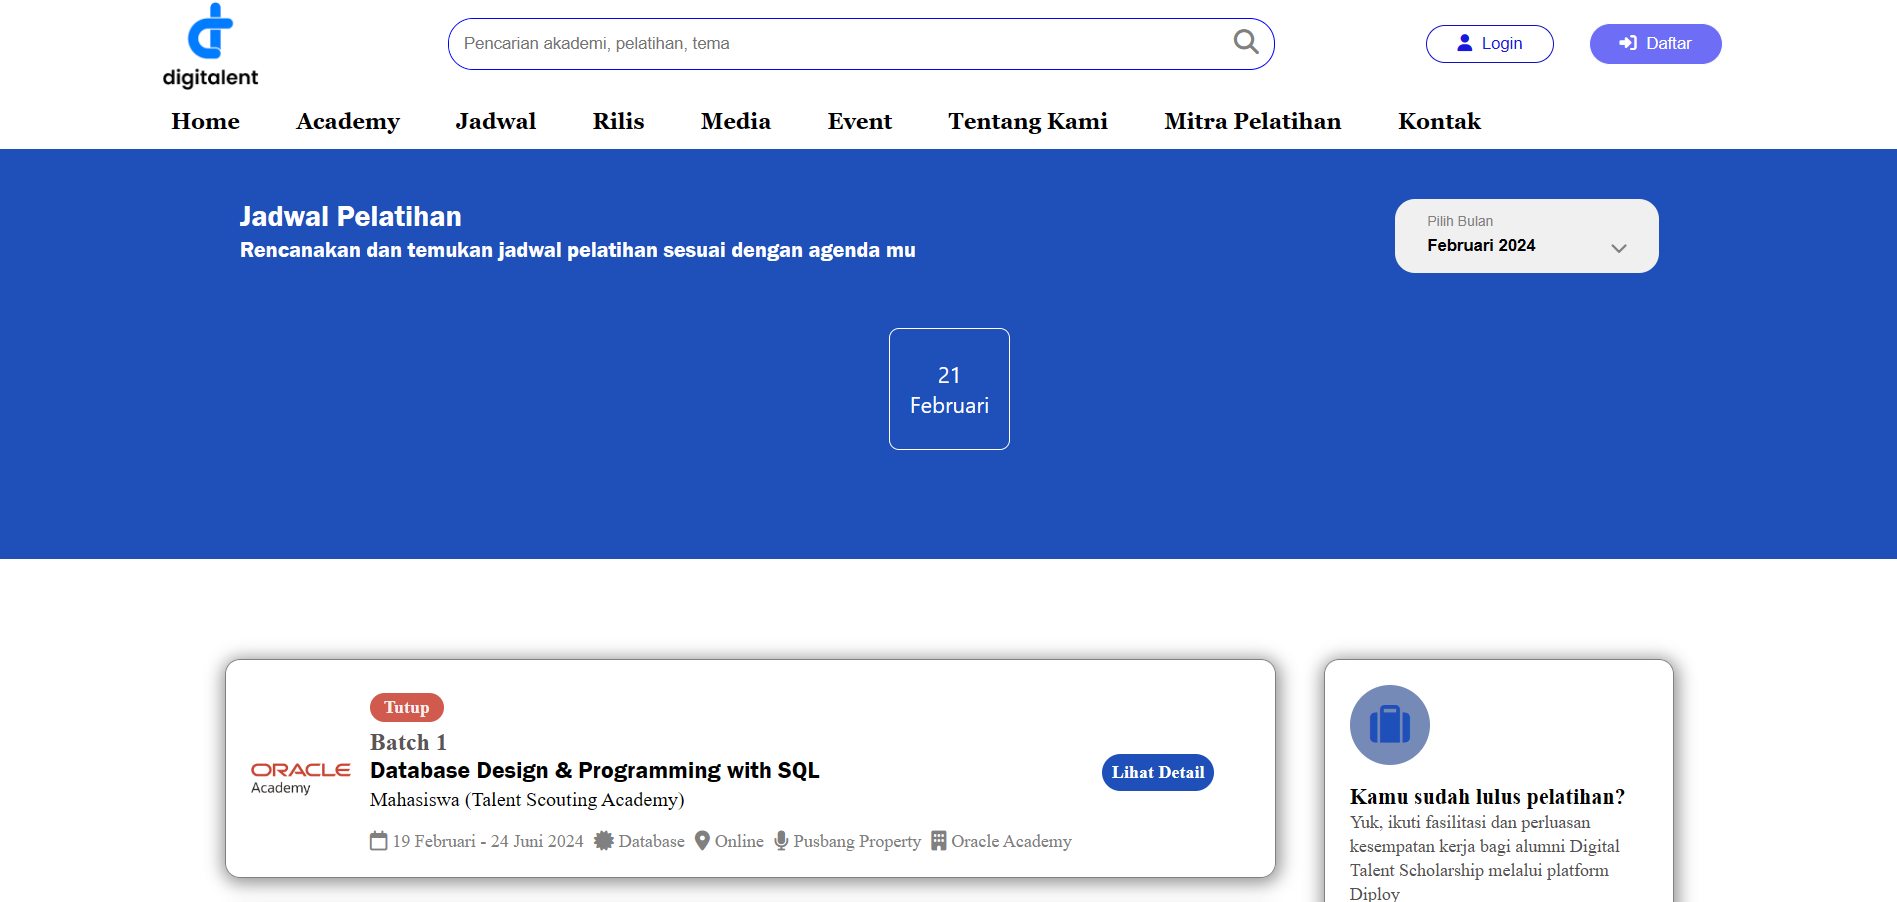 digitalent
Pencarian akademi, pelatihan, tema
Login
Daftar
Home Academy Jadwal Rilis Media Event Tentang Kami Mitra Pelatihan Kontak
Jadwal Pelatihan
Rencanakan dan temukan jadwal pelatihan sesuai dengan agenda mu
Pilih Bulan
Februari 2024
21
Februari
ORACLE
Academy
Tutup
Batch 1
Database Design & Programming with SQL
Mahasiswa (Talent Scouting Academy)
19 Februari - 24 Juni 2024 Database Online Pusbang Property Oracle Academy
Lihat Detail
Kamu sudah lulus pelatihan?
Yuk, ikuti fasilitasi dan perluasan
kesempatan kerja bagi alumni Digital
Talent Scholarship melalui platform
Diploy